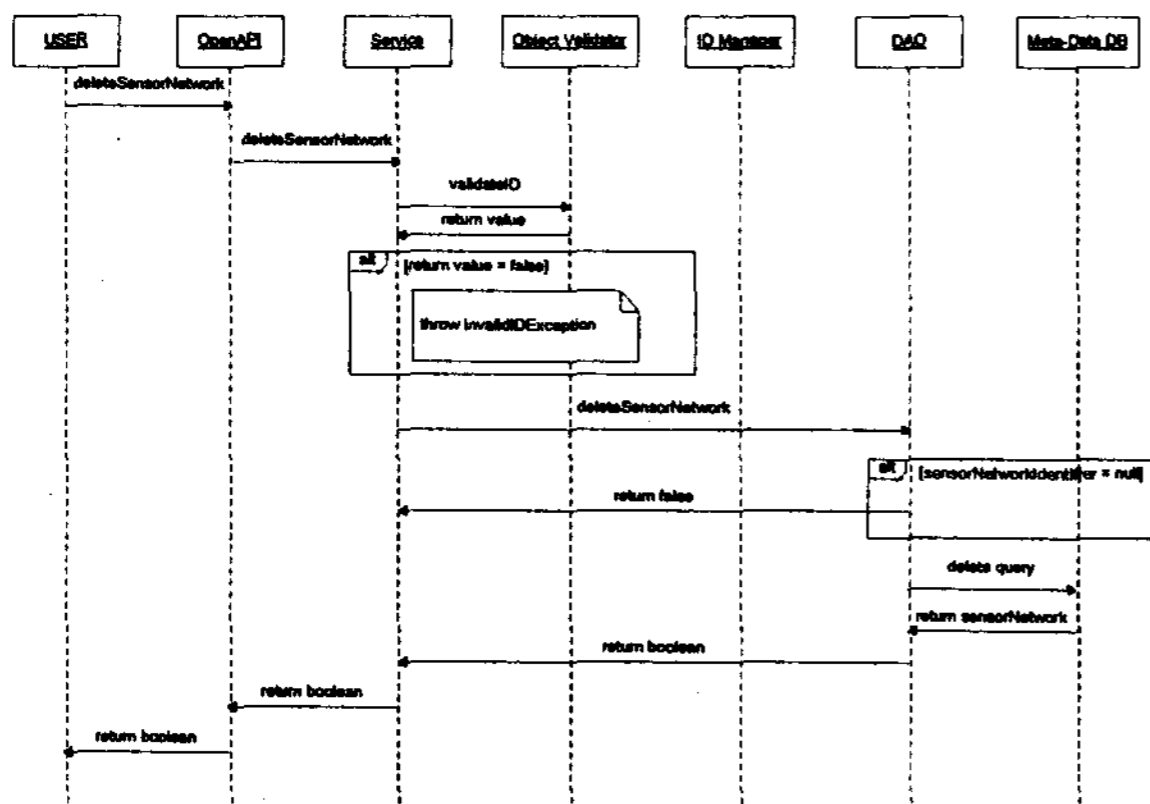 USER
OpenAPI
Service
Object Validator
ID Manager
DAO
Meta-Data DB
deleteSensorNetwork
deleteSensorNetwork
validateID
return value
alt
[return value = false]
throw InvalidIDException
deleteSensorNetwork
alt
[sensorNetworkIdentifier = null]
return false
delete query
return sensorNetwork
return boolean
return boolean
return boolean